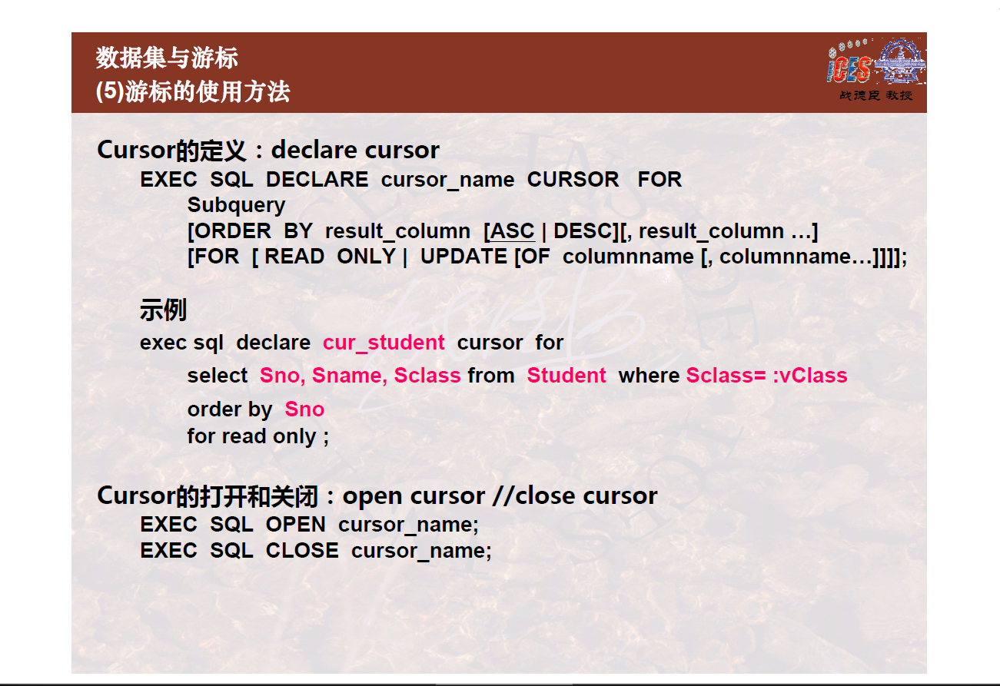 数据集与游标
(5)游标的使用方法
iCES
战德臣 教授
Cursor的定义：declare cursor
EXEC SQL DECLARE cursor_name CURSOR FOR
Subquery
[ORDER BY result_column [ASC | DESC][, result_column …]
[FOR [ READ ONLY | UPDATE [OF columnname [, columnname…]]]];
示例
exec sql declare cur_student cursor for
select Sno, Sname, Sclass from Student where Sclass= :vClass
order by Sno
for read only ;
Cursor的打开和关闭：open cursor //close cursor
EXEC SQL OPEN cursor_name;
EXEC SQL CLOSE cursor_name;